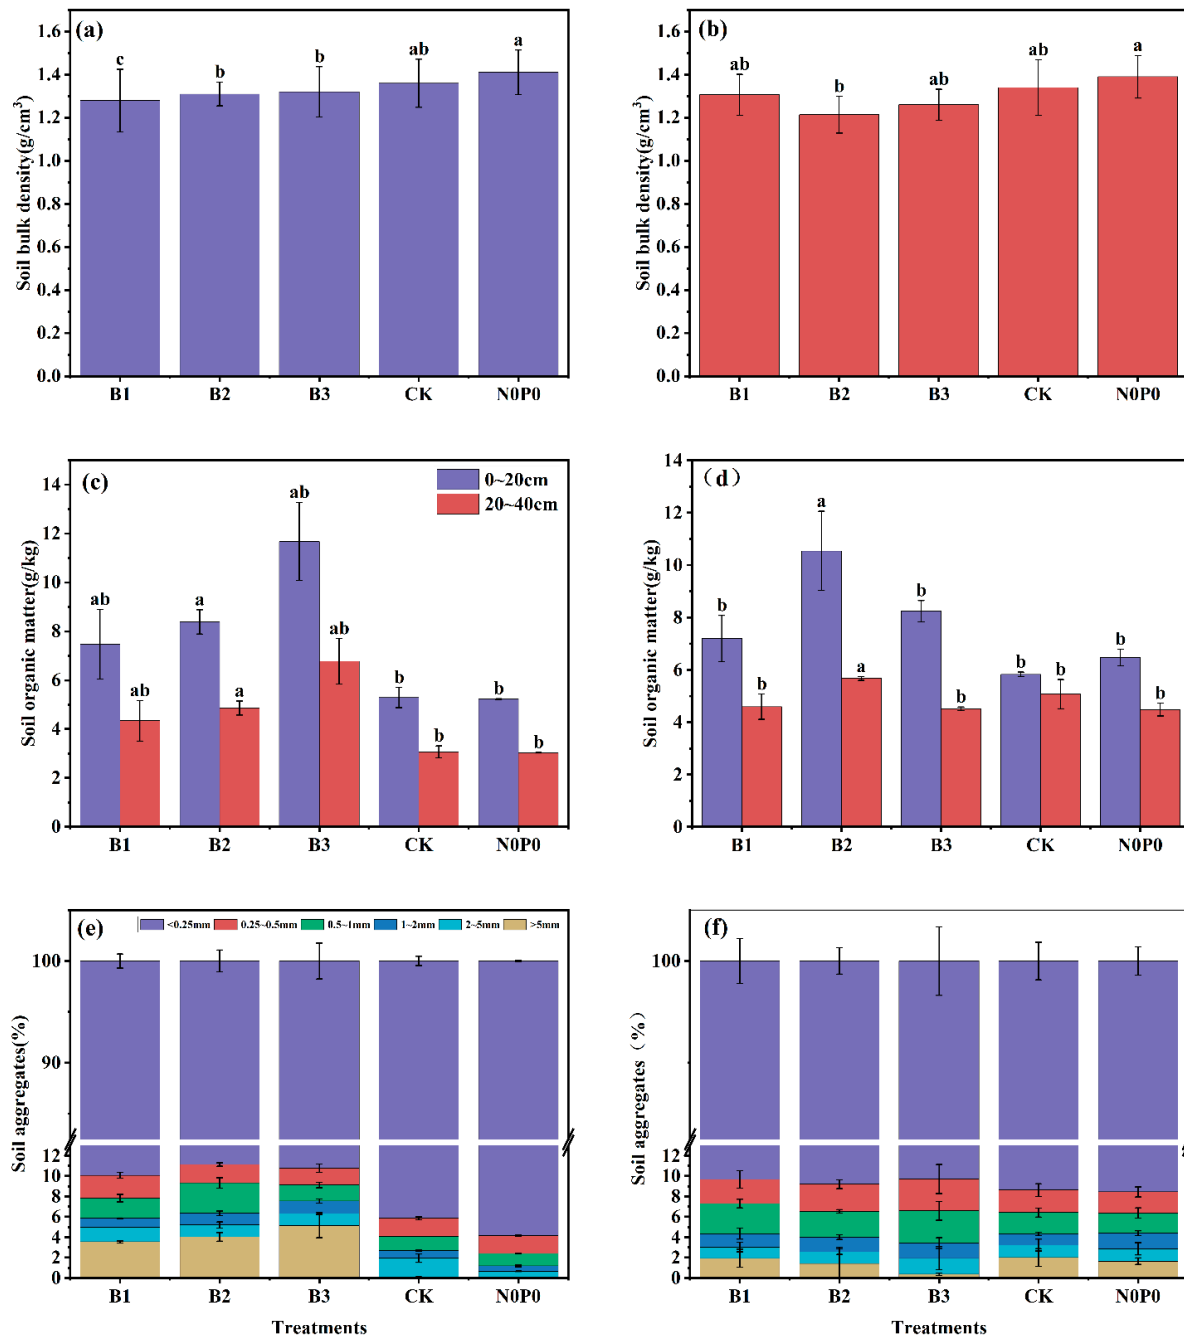 (a)
Soil bulk density(g/cm³)
1.6
1.4
1.2
1.0
0.8
0.6
0.4
0.2
0.0
c
b
b
ab
a
B1 B2 B3 CK N0P0
(b)
Soil bulk density(g/cm³)
1.6
1.4
1.2
1.0
0.8
0.6
0.4
0.2
0.0
ab
b
ab
ab
a
B1 B2 B3 CK N0P0
(c)
Soil organic matter(g/kg)
14
12
10
8
6
4
2
0
0~20cm
20~40cm
ab
ab
a
a
ab
ab
b
b
b
b
B1 B2 B3 CK N0P0
（d）
Soil organic matter(g/kg)
14
12
10
8
6
4
2
0
b
b
a
a
b
b
b
b
b
b
B1 B2 B3 CK N0P0
(e)
<0.25mm 0.25~0.5mm 0.5~1mm 1~2mm 2~5mm >5mm
Soil aggregates(%)
100
90
12
10
8
6
4
2
0
B1 B2 B3 CK N0P0
Treatments
(f)
Soil aggregates（%）
100
12
10
8
6
4
2
0
B1 B2 B3 CK N0P0
Treatments